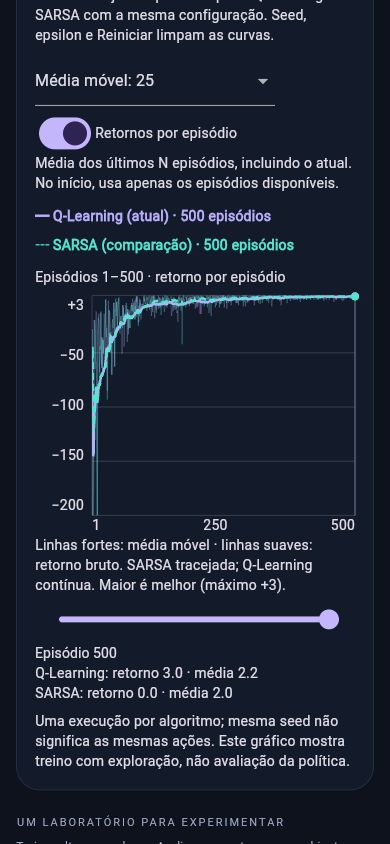 SARSA com a mesma configuração. Seed,
epsilon e Reiniciar limpam as curvas.
Média móvel: 25
Retornos por episódio
Média dos últimos N episódios, incluindo o atual.
No início, usa apenas os episódios disponíveis.
Q-Learning (atual) · 500 episódios
SARSA (comparação) · 500 episódios
Episódios 1–500 · retorno por episódio
+3
−50
−100
−150
−200
1 250 500
Linhas fortes: média móvel · linhas suaves:
retorno bruto. SARSA tracejada; Q-Learning
contínua. Maior é melhor (máximo +3).
Episódio 500
Q-Learning: retorno 3.0 · média 2.2
SARSA: retorno 0.0 · média 2.0
Uma execução por algoritmo; mesma seed não
significa as mesmas ações. Este gráfico mostra
treino com exploração, não avaliação da política.
UM LABORATÓRIO PARA EXPERIMENTAR